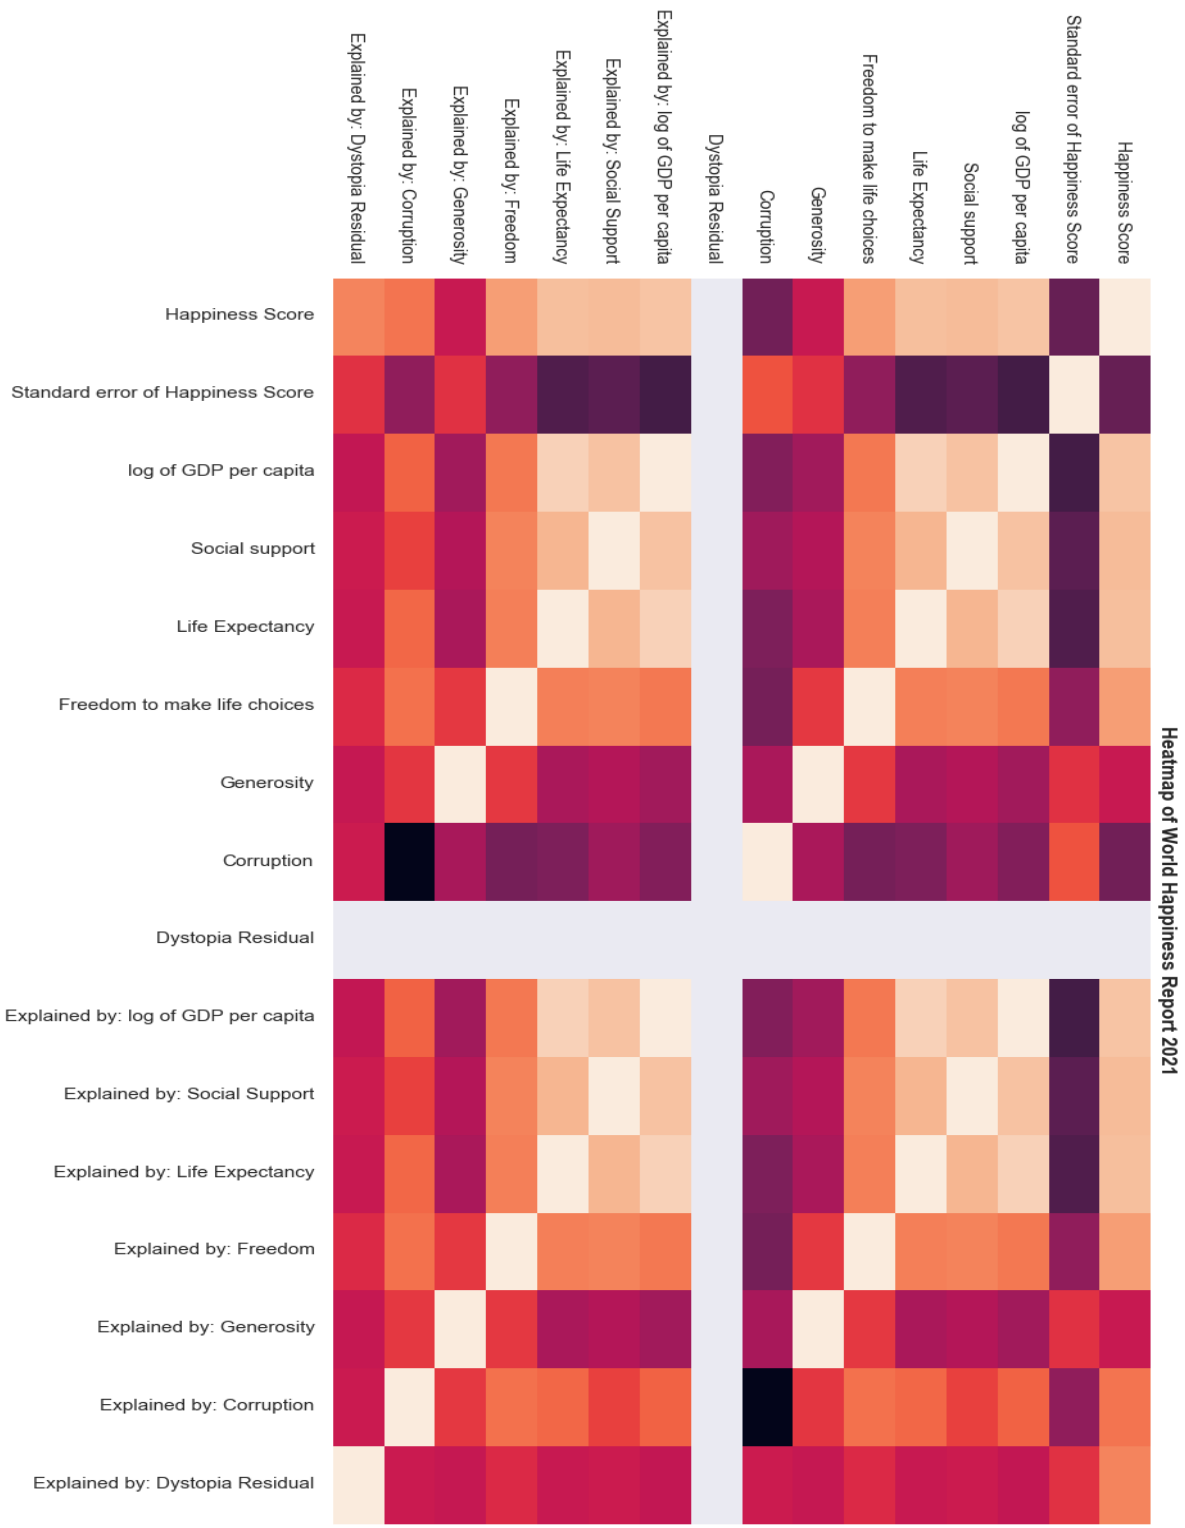 Explained by: Dystopia Residual
Explained by: Corruption
Explained by: Generosity
Explained by: Freedom
Explained by: Life Expectancy
Explained by: Social Support
Explained by: log of GDP per capita
Dystopia Residual
Corruption
Generosity
Freedom to make life choices
Life Expectancy
Social support
log of GDP per capita
Standard error of Happiness Score
Happiness Score
Happiness Score
Standard error of Happiness Score
log of GDP per capita
Social support
Life Expectancy
Freedom to make life choices
Generosity
Corruption
Dystopia Residual
Explained by: log of GDP per capita
Explained by: Social Support
Explained by: Life Expectancy
Explained by: Freedom
Explained by: Generosity
Explained by: Corruption
Explained by: Dystopia Residual
Heatmap of World Happiness Report 2021